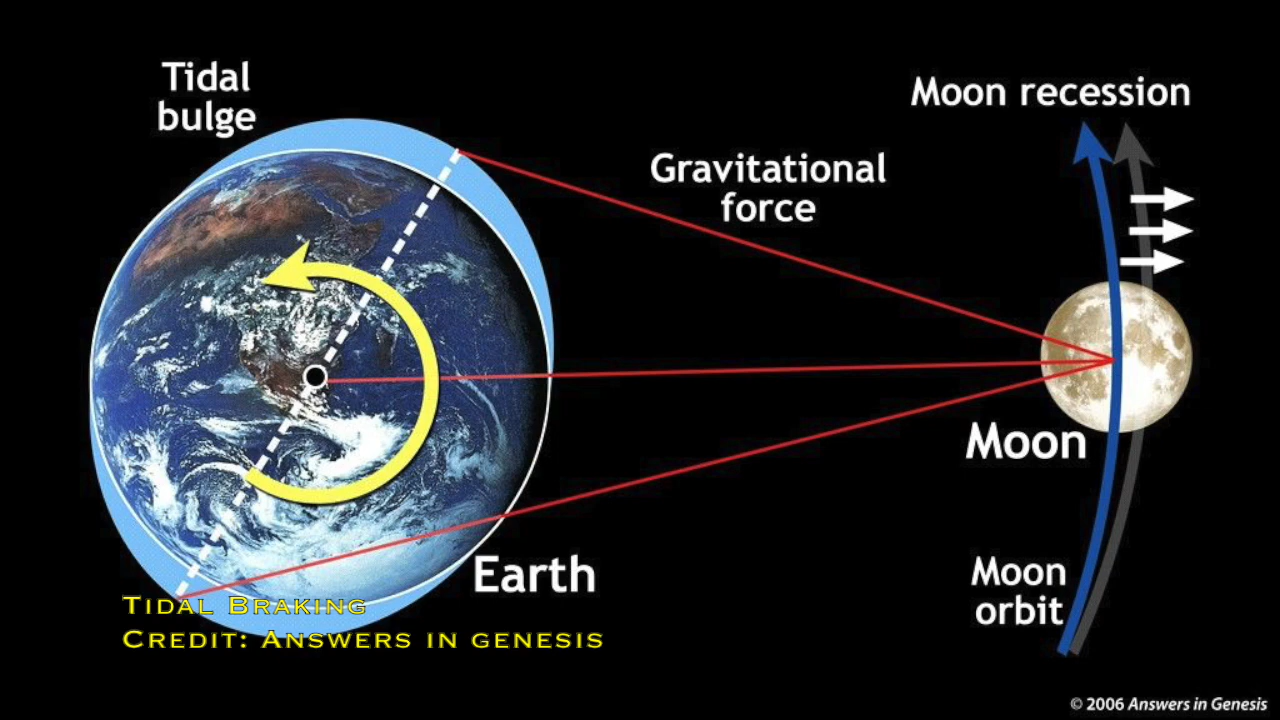 Tidal
bulge
Moon recession
Gravitational
force
Moon
Earth
Moon
orbit
Tidal Braking
Credit: Answers in genesis
© 2006 Answers in Genesis